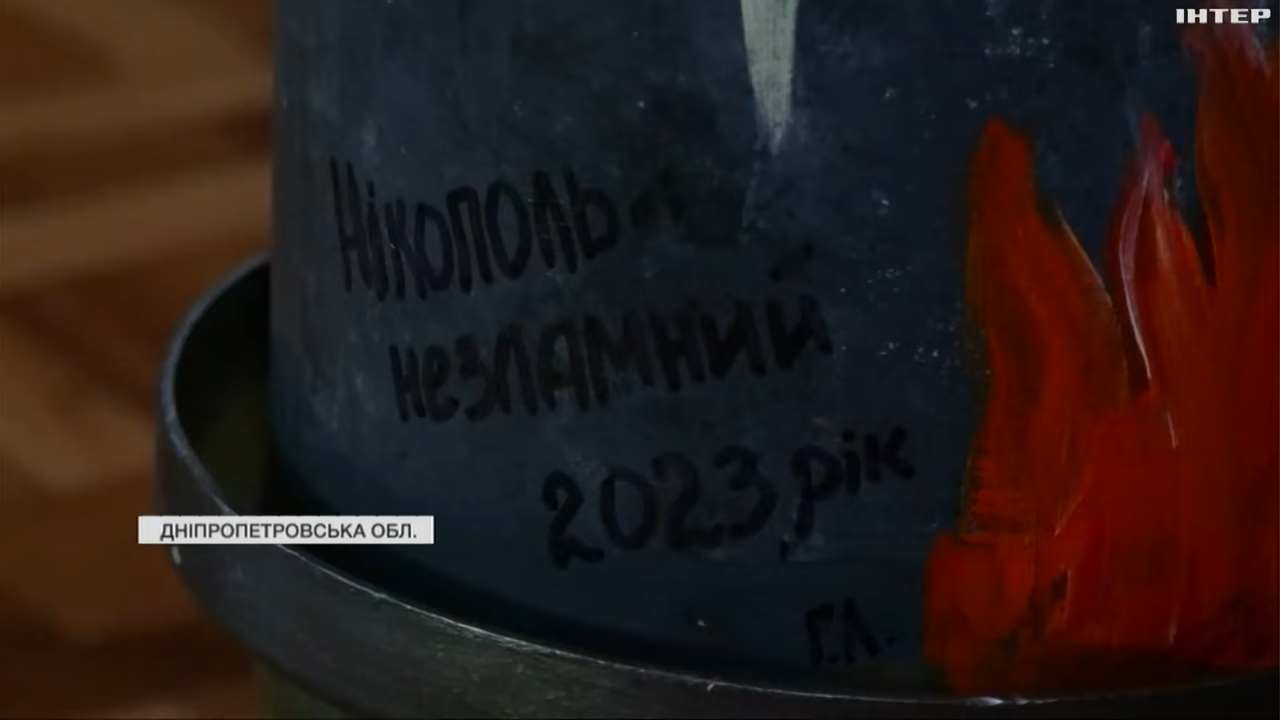 ІНТЕР
Нікополь
незламний
2023 рік
Г.Л.
ДНІПРОПЕТРОВСЬКА ОБЛ.